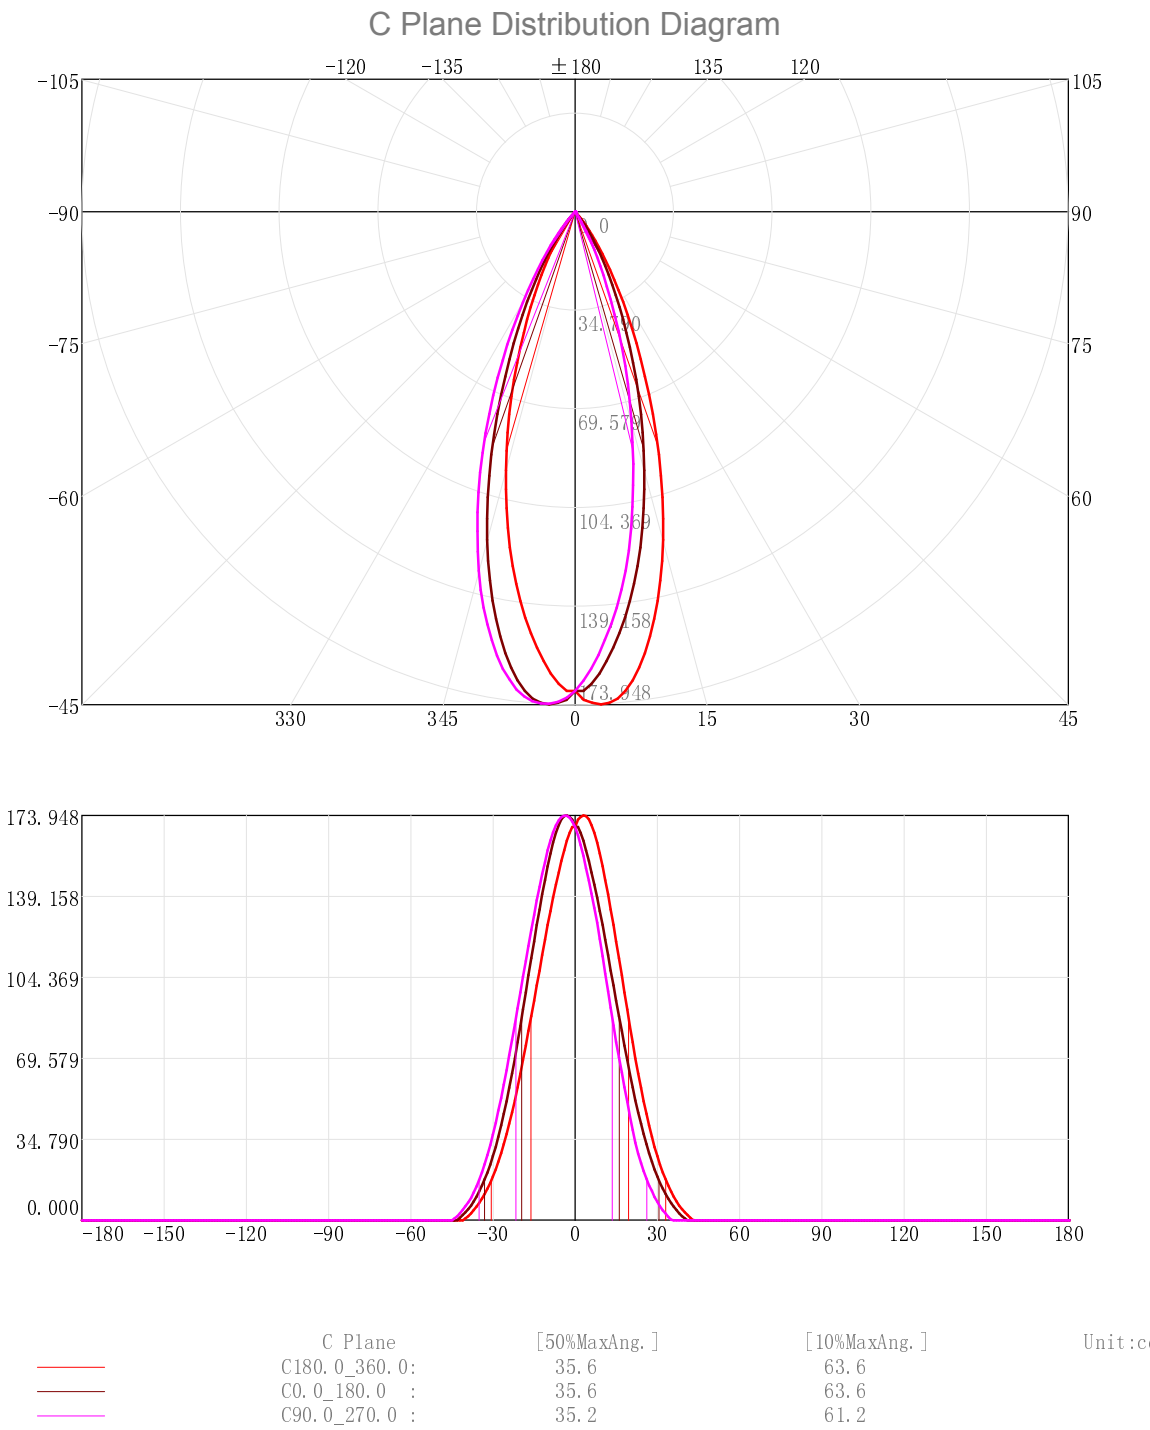 C Plane Distribution Diagram
-120 -135 ±180 135 120
-105 105
-90 90
0
34.790
-75 75
69.579
-60 60
104.369
139.158
173.948
-45 330 345 0 15 30 45
173.948
139.158
104.369
69.579
34.790
0.000
-180 -150 -120 -90 -60 -30 0 30 60 90 120 150 180
C Plane [50%MaxAng.] [10%MaxAng.] Unit:
C180.0_360.0: 35.6 63.6
C0.0_180.0 : 35.6 63.6
C90.0_270.0 : 35.2 61.2